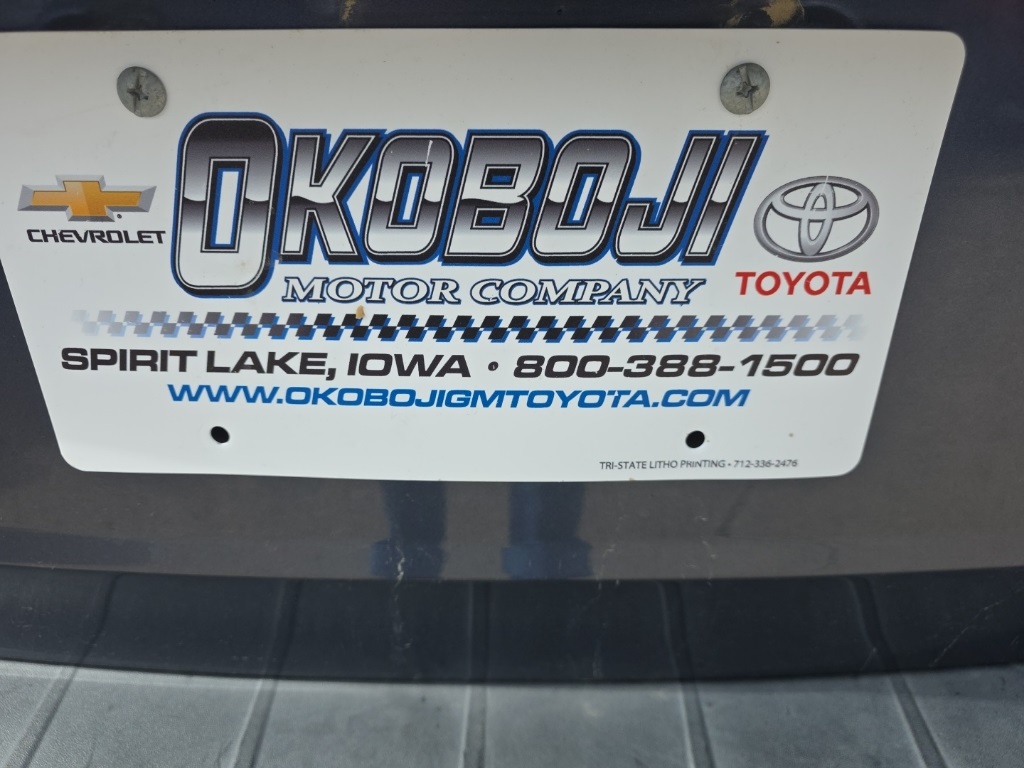 OKOBOJI
CHEVROLET
MOTOR COMPANY
TOYOTA
SPIRIT LAKE, IOWA • 800-388-1500
WWW.OKOBOJIGMTOYOTA.COM
TRI-STATE LITHO PRINTING • 712-336-2476